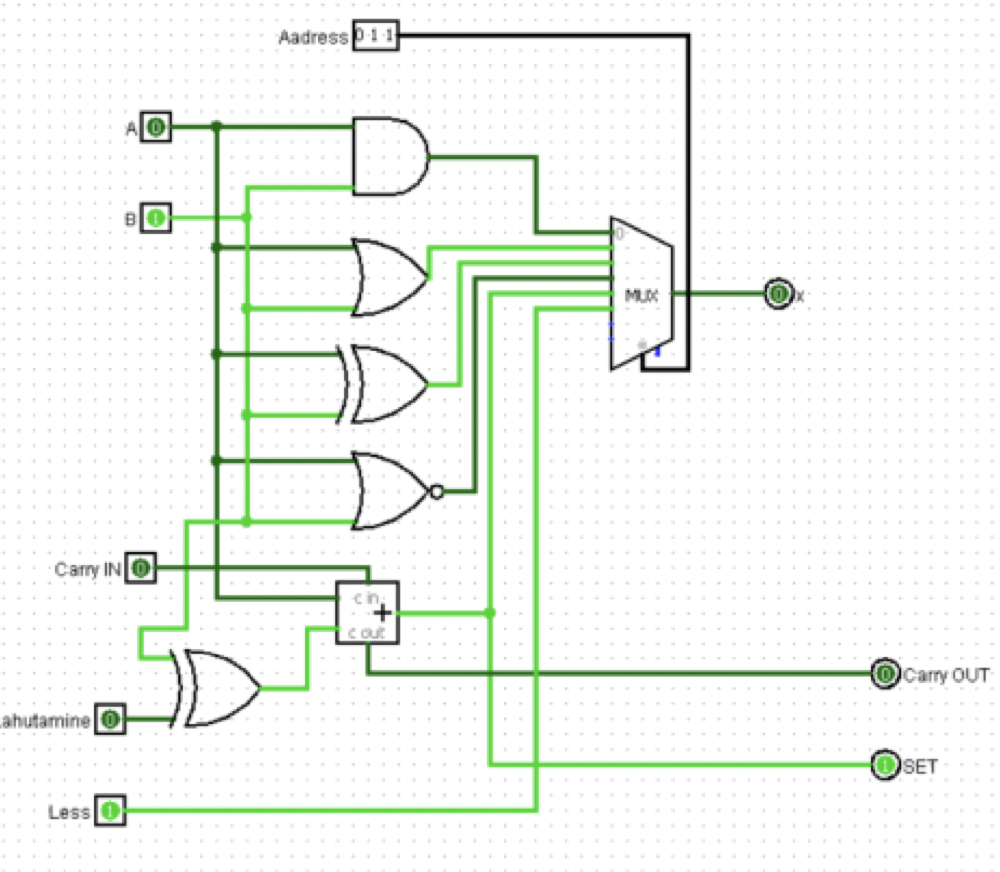 Aadress 0 1 1
A 0
B 1
0
MUX
0 x
Carry IN 0
c in
+
c out
0 Carry OUT
ahutamine 0
1 SET
Less 1